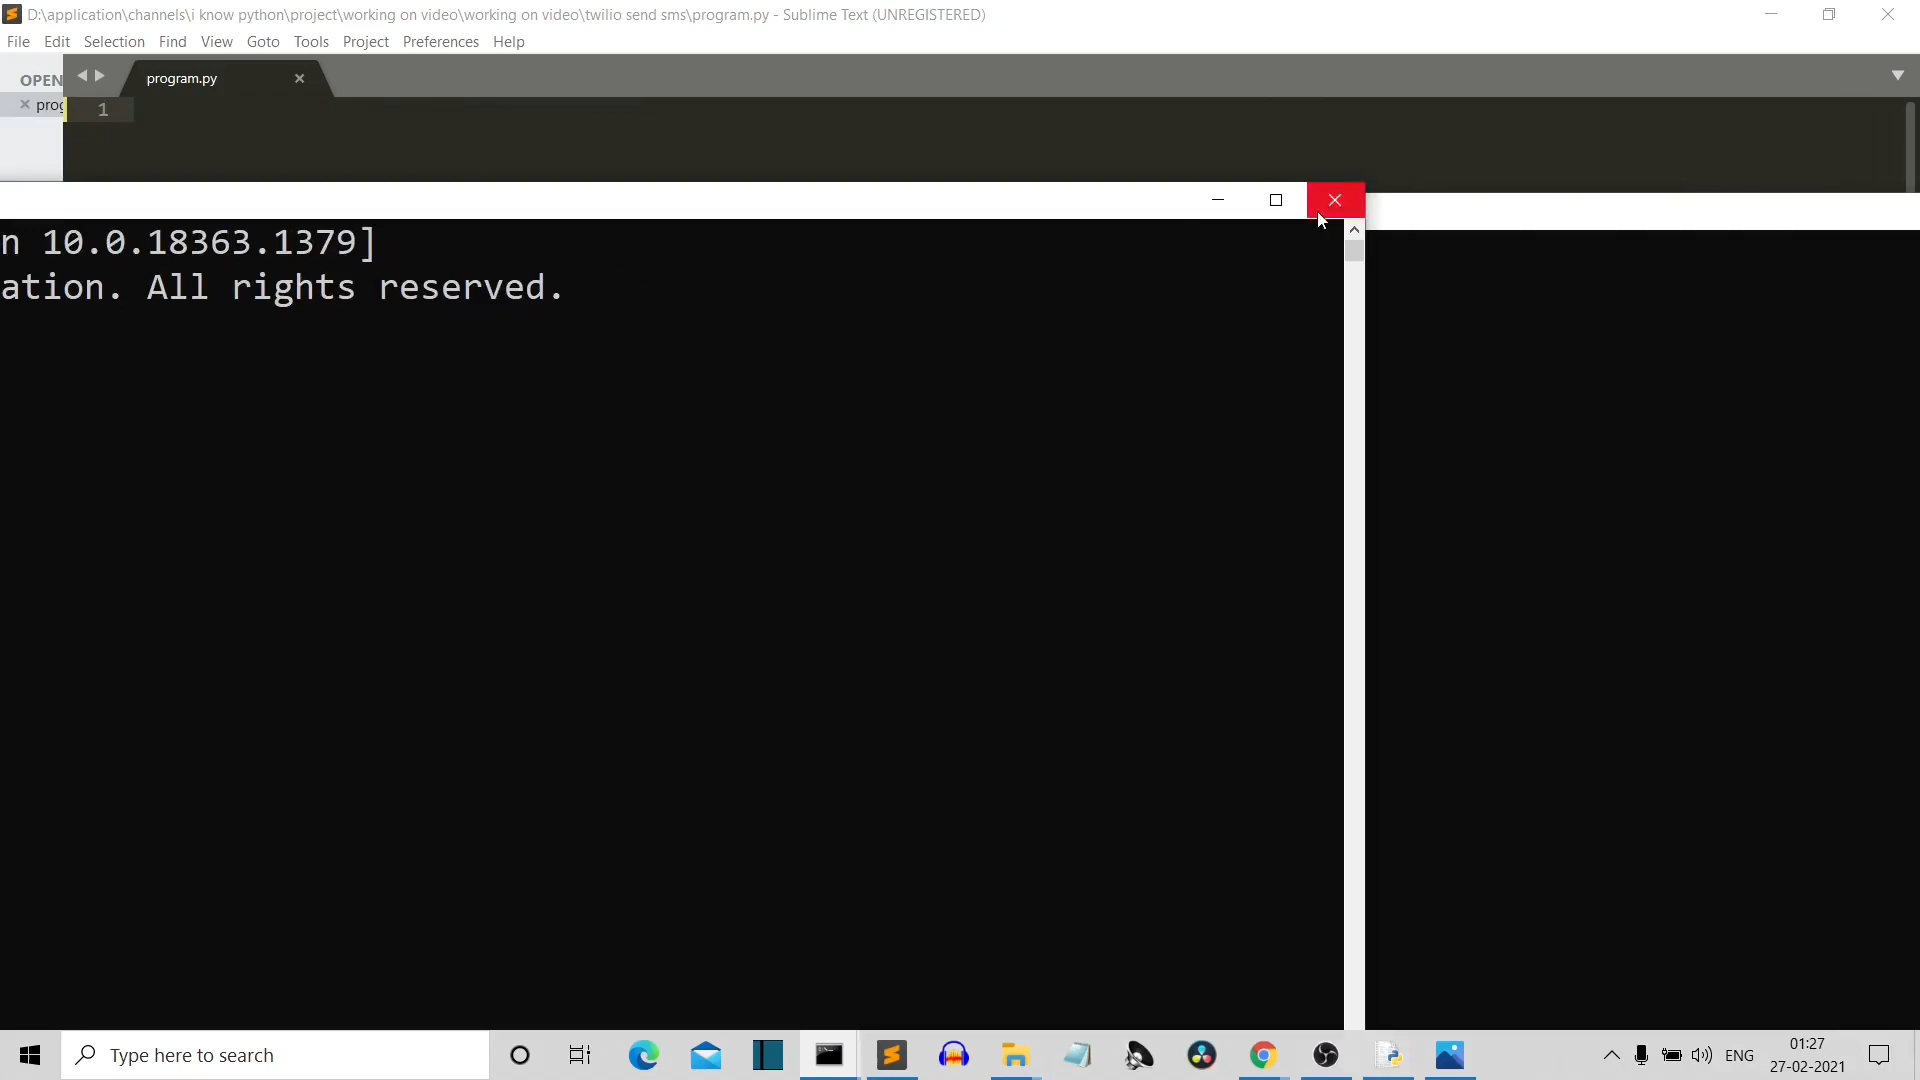 D:\application\channels\i know python\project\working on video\working on video\twilio send sms\program.py - Sublime Text (UNREGISTERED)
File Edit Selection Find View Goto Tools Project Preferences Help
OPEN
program.py
prog
1
n 10.0.18363.1379]
ation. All rights reserved.
Type here to search
ENG
01:27
27-02-2021